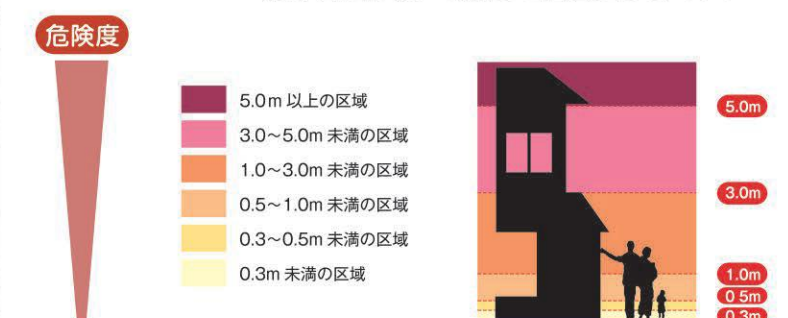 危険度
5.0m 以上の区域
3.0～5.0m 未満の区域
1.0～3.0m 未満の区域
0.5～1.0m 未満の区域
0.3～0.5m 未満の区域
0.3m 未満の区域
5.0m
3.0m
1.0m
0.5m
0.3m